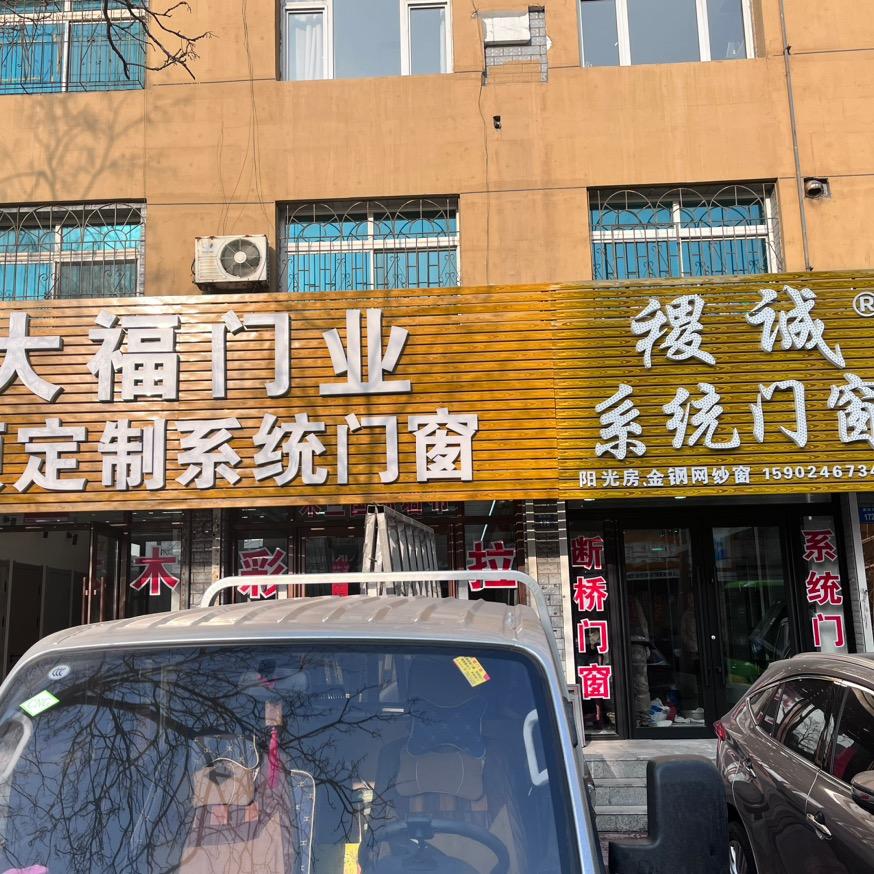 大福门业
定制系统门窗
稷诚®
系统门窗
阳光房.金钢网纱窗 1590246734
木
彩
拉
断桥门窗
系统门